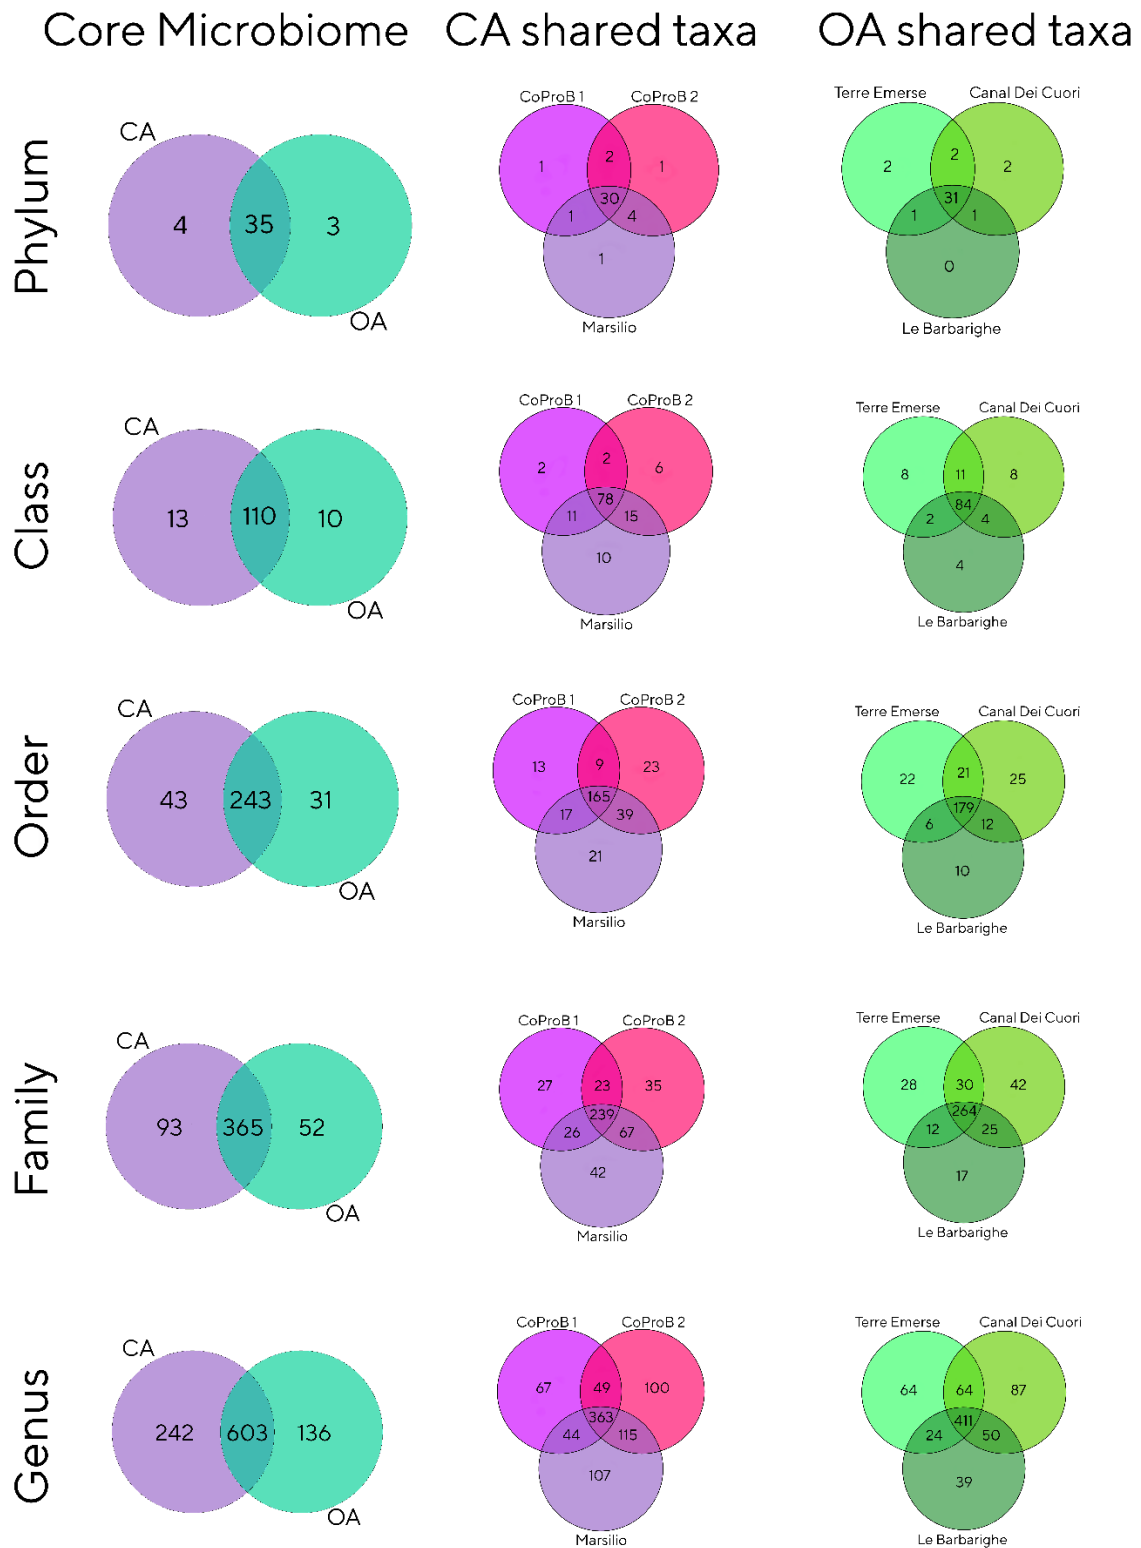 Core Microbiome CA shared taxa OA shared taxa
Phylum
CA
4 35 3
OA
CoProB 1 CoProB 2
1 2 1
30
1 4
1
Marsilio
Terre Emerse Canal Dei Cuori
2 2 2
31
1 1
0
Le Barbarighe
Class
CA
13 110 10
OA
CoProB 1 CoProB 2
2 2 6
78
11 15
10
Marsilio
Terre Emerse Canal Dei Cuori
8 11 8
84
2 4
4
Le Barbarighe
Order
CA
43 243 31
OA
CoProB 1 CoProB 2
13 9 23
165
17 39
21
Marsilio
Terre Emerse Canal Dei Cuori
22 21 25
179
6 12
10
Le Barbarighe
Family
CA
93 365 52
OA
CoProB 1 CoProB 2
27 23 35
239
26 67
42
Marsilio
Terre Emerse Canal Dei Cuori
28 30 42
264
12 25
17
Le Barbarighe
Genus
CA
242 603 136
OA
CoProB 1 CoProB 2
67 49 100
363
44 115
107
Marsilio
Terre Emerse Canal Dei Cuori
64 64 87
411
24 50
39
Le Barbarighe